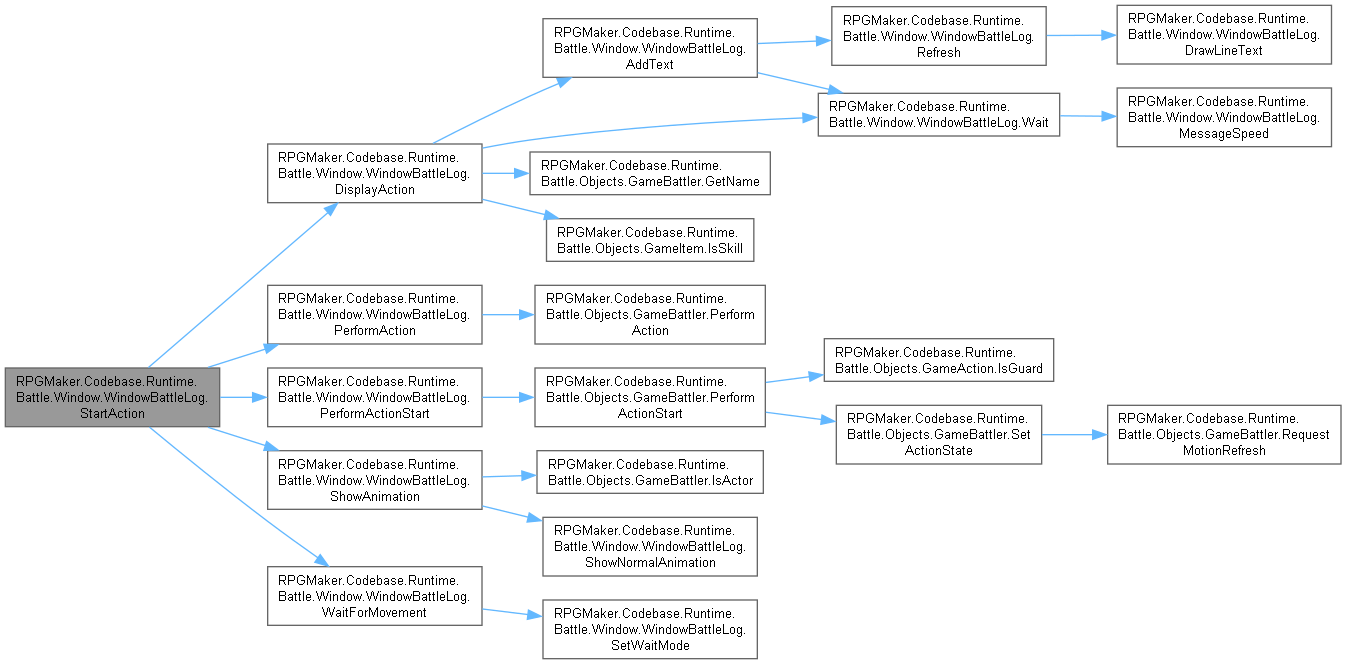 RPGMaker.Codebase.Runtime.
Battle.Window.WindowBattleLog.
StartAction
RPGMaker.Codebase.Runtime.
Battle.Window.WindowBattleLog.
DisplayAction
RPGMaker.Codebase.Runtime.
Battle.Window.WindowBattleLog.
AddText
RPGMaker.Codebase.Runtime.
Battle.Window.WindowBattleLog.
Refresh
RPGMaker.Codebase.Runtime.
Battle.Window.WindowBattleLog.
DrawLineText
RPGMaker.Codebase.Runtime.
Battle.Window.WindowBattleLog.Wait
RPGMaker.Codebase.Runtime.
Battle.Window.WindowBattleLog.
MessageSpeed
RPGMaker.Codebase.Runtime.
Battle.Objects.GameBattler.GetName
RPGMaker.Codebase.Runtime.
Battle.Objects.GameItem.IsSkill
RPGMaker.Codebase.Runtime.
Battle.Window.WindowBattleLog.
PerformAction
RPGMaker.Codebase.Runtime.
Battle.Objects.GameBattler.Perform
Action
RPGMaker.Codebase.Runtime.
Battle.Window.WindowBattleLog.
PerformActionStart
RPGMaker.Codebase.Runtime.
Battle.Objects.GameBattler.Perform
ActionStart
RPGMaker.Codebase.Runtime.
Battle.Objects.GameAction.IsGuard
RPGMaker.Codebase.Runtime.
Battle.Objects.GameBattler.Set
ActionState
RPGMaker.Codebase.Runtime.
Battle.Objects.GameBattler.Request
MotionRefresh
RPGMaker.Codebase.Runtime.
Battle.Window.WindowBattleLog.
ShowAnimation
RPGMaker.Codebase.Runtime.
Battle.Objects.GameBattler.IsActor
RPGMaker.Codebase.Runtime.
Battle.Window.WindowBattleLog.
ShowNormalAnimation
RPGMaker.Codebase.Runtime.
Battle.Window.WindowBattleLog.
WaitForMovement
RPGMaker.Codebase.Runtime.
Battle.Window.WindowBattleLog.
SetWaitMode